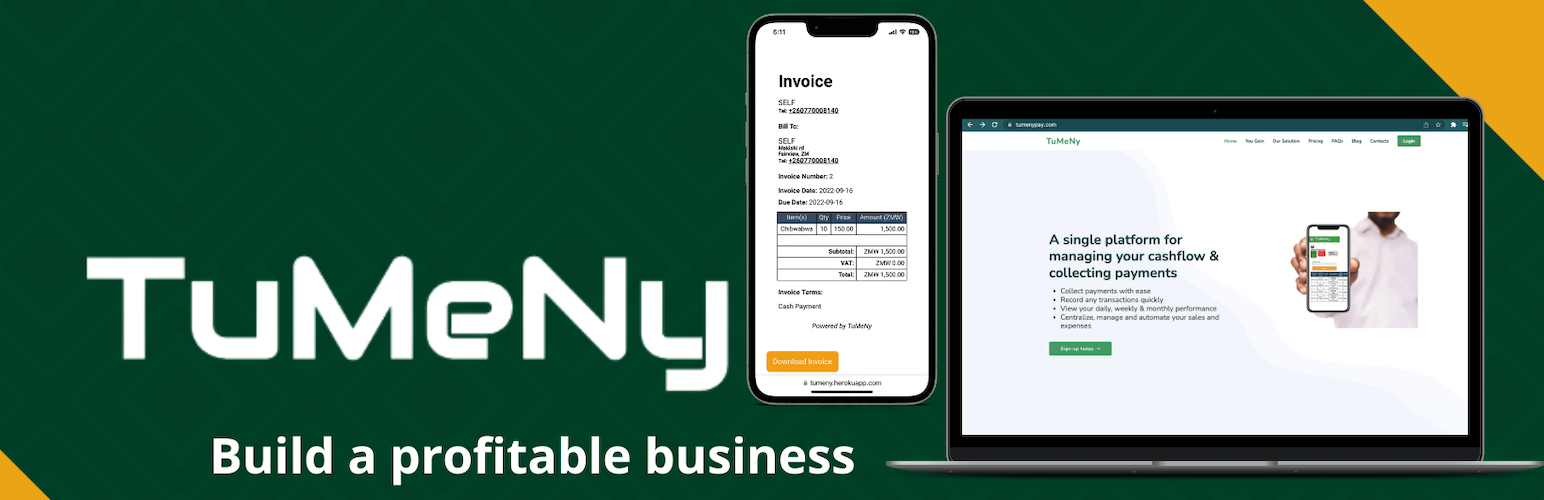 TuMeNy
Build a profitable business
6:11
Invoice
SELF
Tel: +260770008140
Bill To:
SELF
Makishi rd
Fairview, ZM
Tel: +260770008140
Invoice Number: 2
Invoice Date: 2022-09-16
Due Date: 2022-09-16
Item(s) Qty Price Amount (ZMW)
Chibwabwa 10 150.00 1,500.00
Subtotal: ZMW 1,500.00
VAT: ZMW 0.00
Total: ZMW 1,500.00
Invoice Terms:
Cash Payment
Powered by TuMeNy
Download Invoice
tumeny.herokuapp.com
tumenypay.com
TuMeNy Home You Gain Our Solution Pricing FAQs Blog Contacts Login
A single platform for
managing your cashflow &
collecting payments
• Collect payments with ease
• Record any transactions quickly
• View your daily, weekly & monthly performance
• Centralize, manage and automate your sales and
expenses
Sign up today →